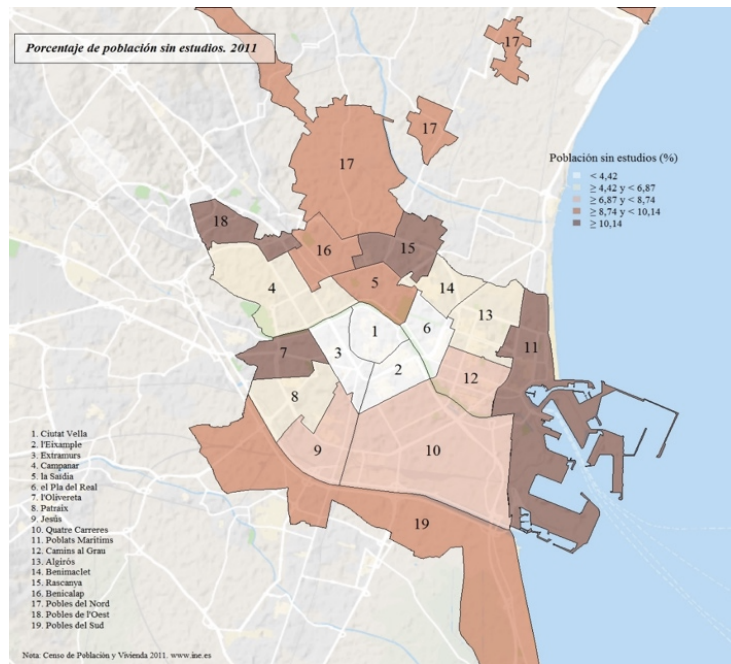 Porcentaje de población sin estudios. 2011
17
17
17
Población sin estudios (%)
< 4,42
≥ 4,42 y < 6,87
≥ 6,87 y < 8,74
≥ 8,74 y < 10,14
≥ 10,14
18
16
15
4
5
14
13
1
6
3
11
7
2
12
8
9
10
19
1. Ciutat Vella
2. l'Eixample
3. Extramurs
4. Campanar
5. la Saïdia
6. el Pla del Real
7. l'Olivereta
8. Patraix
9. Jesús
10. Quatre Carreres
11. Poblats Marítims
12. Camins al Grau
13. Algirós
14. Benimaclet
15. Rascanya
16. Benicalap
17. Pobles del Nord
18. Pobles de l'Oest
19. Pobles del Sud
Nota: Censo de Población y Vivienda 2011. www.ine.es